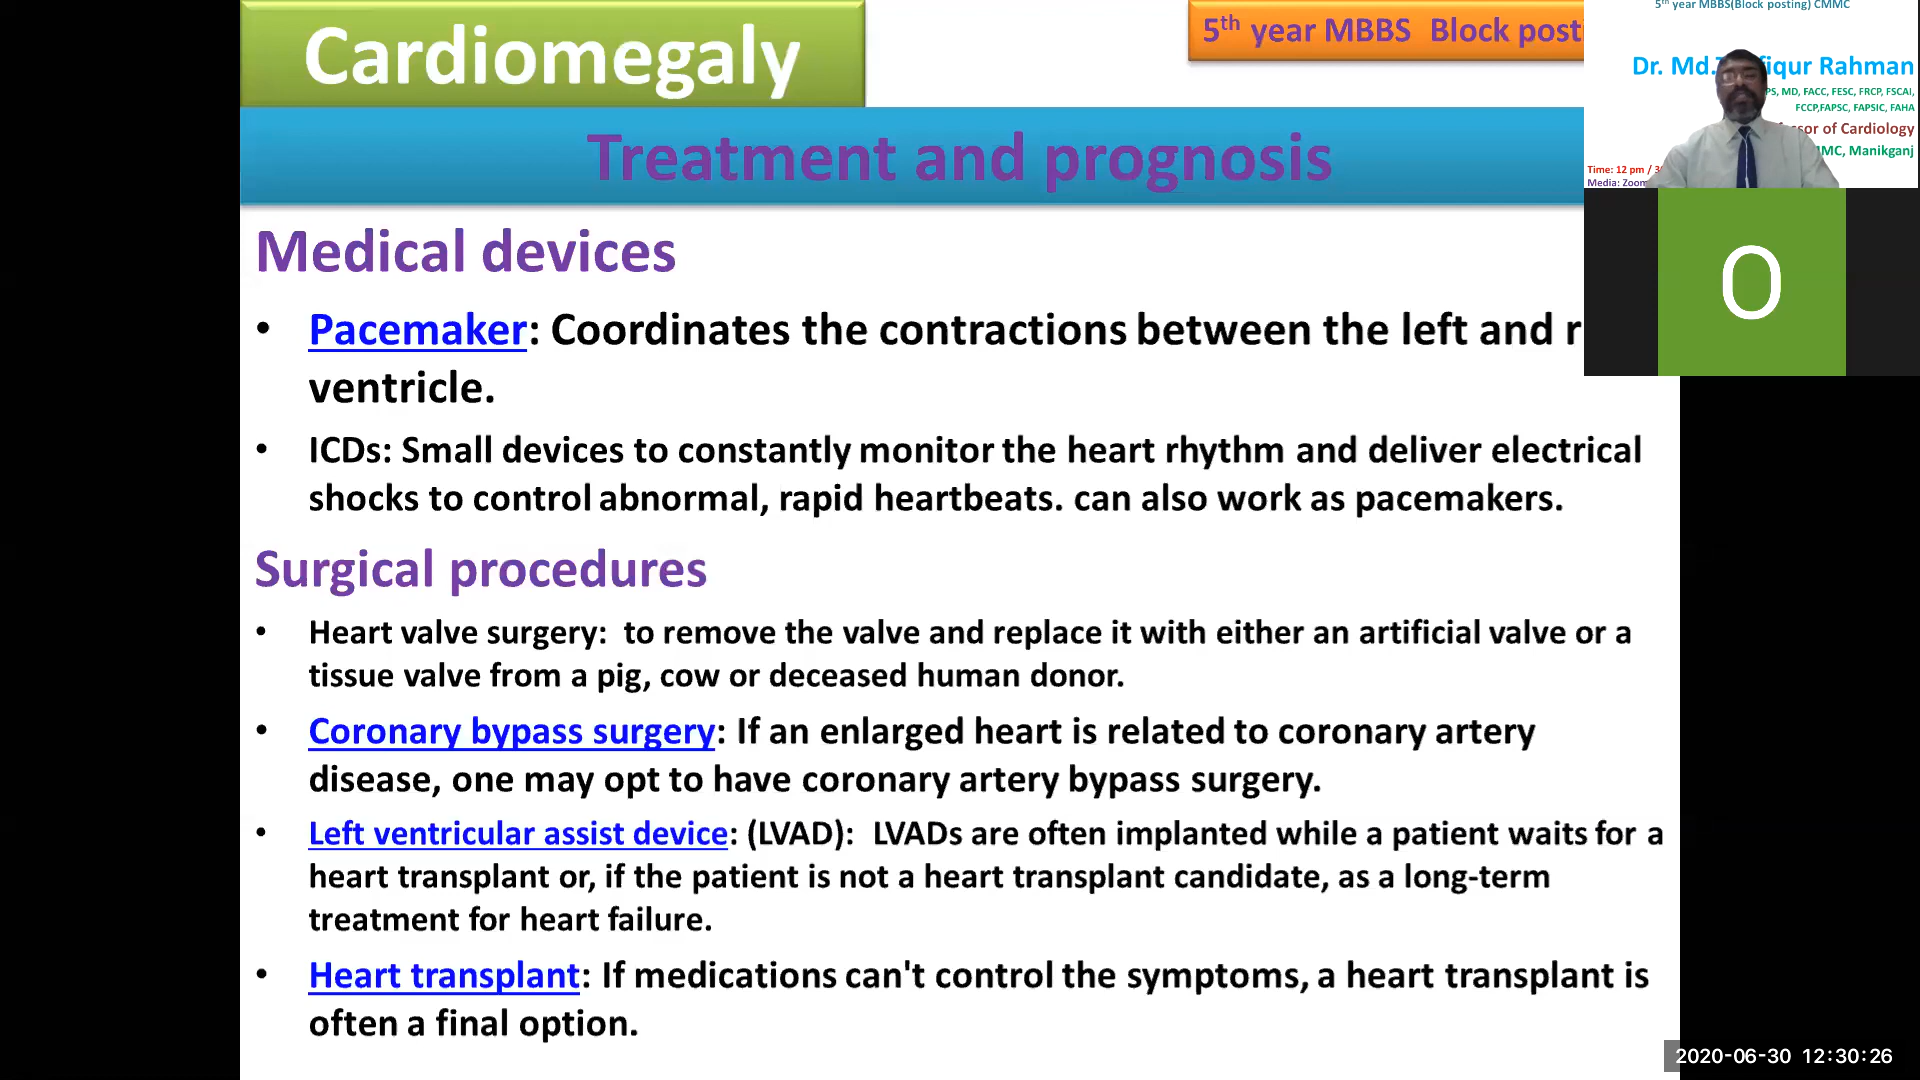 Cardiomegaly
5th year MBBS Block post
5th year MBBS(Block posting) CMMC
Dr. Md. fiqur Rahman
PS, MD, FACC, FESC, FRCP, FSCAI,
FCCP,FAPSC, FAPSIC, FAHA
ssor of Cardiology
MC, Manikganj
Time: 12 pm / 3
Media: Zoom
O
Treatment and prognosis
Medical devices
• Pacemaker: Coordinates the contractions between the left and r
ventricle.
• ICDs: Small devices to constantly monitor the heart rhythm and deliver electrical
shocks to control abnormal, rapid heartbeats. can also work as pacemakers.
Surgical procedures
• Heart valve surgery: to remove the valve and replace it with either an artificial valve or a
tissue valve from a pig, cow or deceased human donor.
• Coronary bypass surgery: If an enlarged heart is related to coronary artery
disease, one may opt to have coronary artery bypass surgery.
• Left ventricular assist device: (LVAD): LVADs are often implanted while a patient waits for a
heart transplant or, if the patient is not a heart transplant candidate, as a long-term
treatment for heart failure.
• Heart transplant: If medications can't control the symptoms, a heart transplant is
often a final option.
2020-06-30 12:30:26